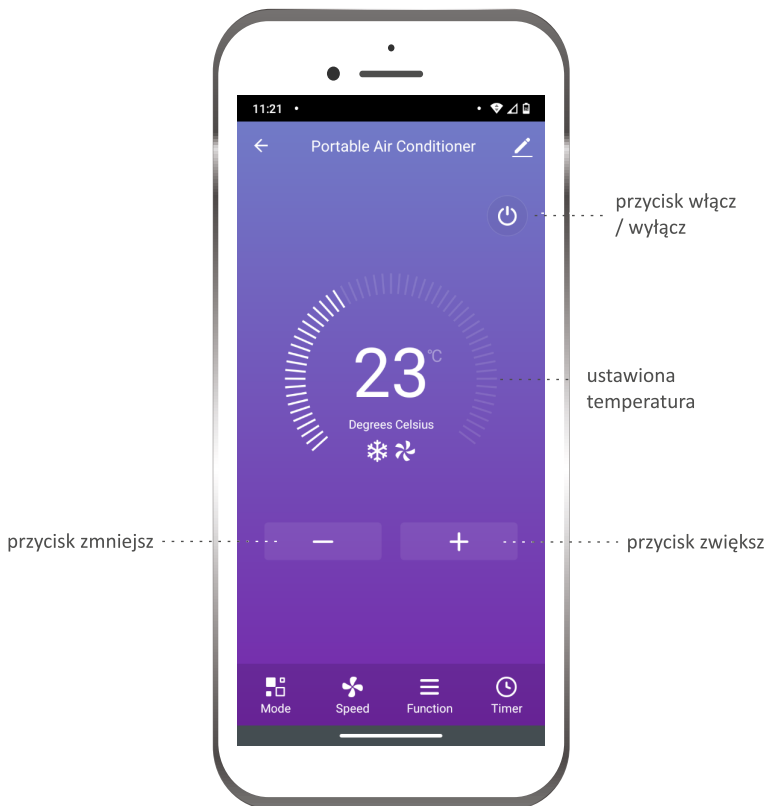 11:21
Portable Air Conditioner
przycisk włącz
/ wyłącz
23°C
ustawiona
temperatura
Degrees Celsius
przycisk zmniejsz
przycisk zwiększ
Mode Speed Function Timer